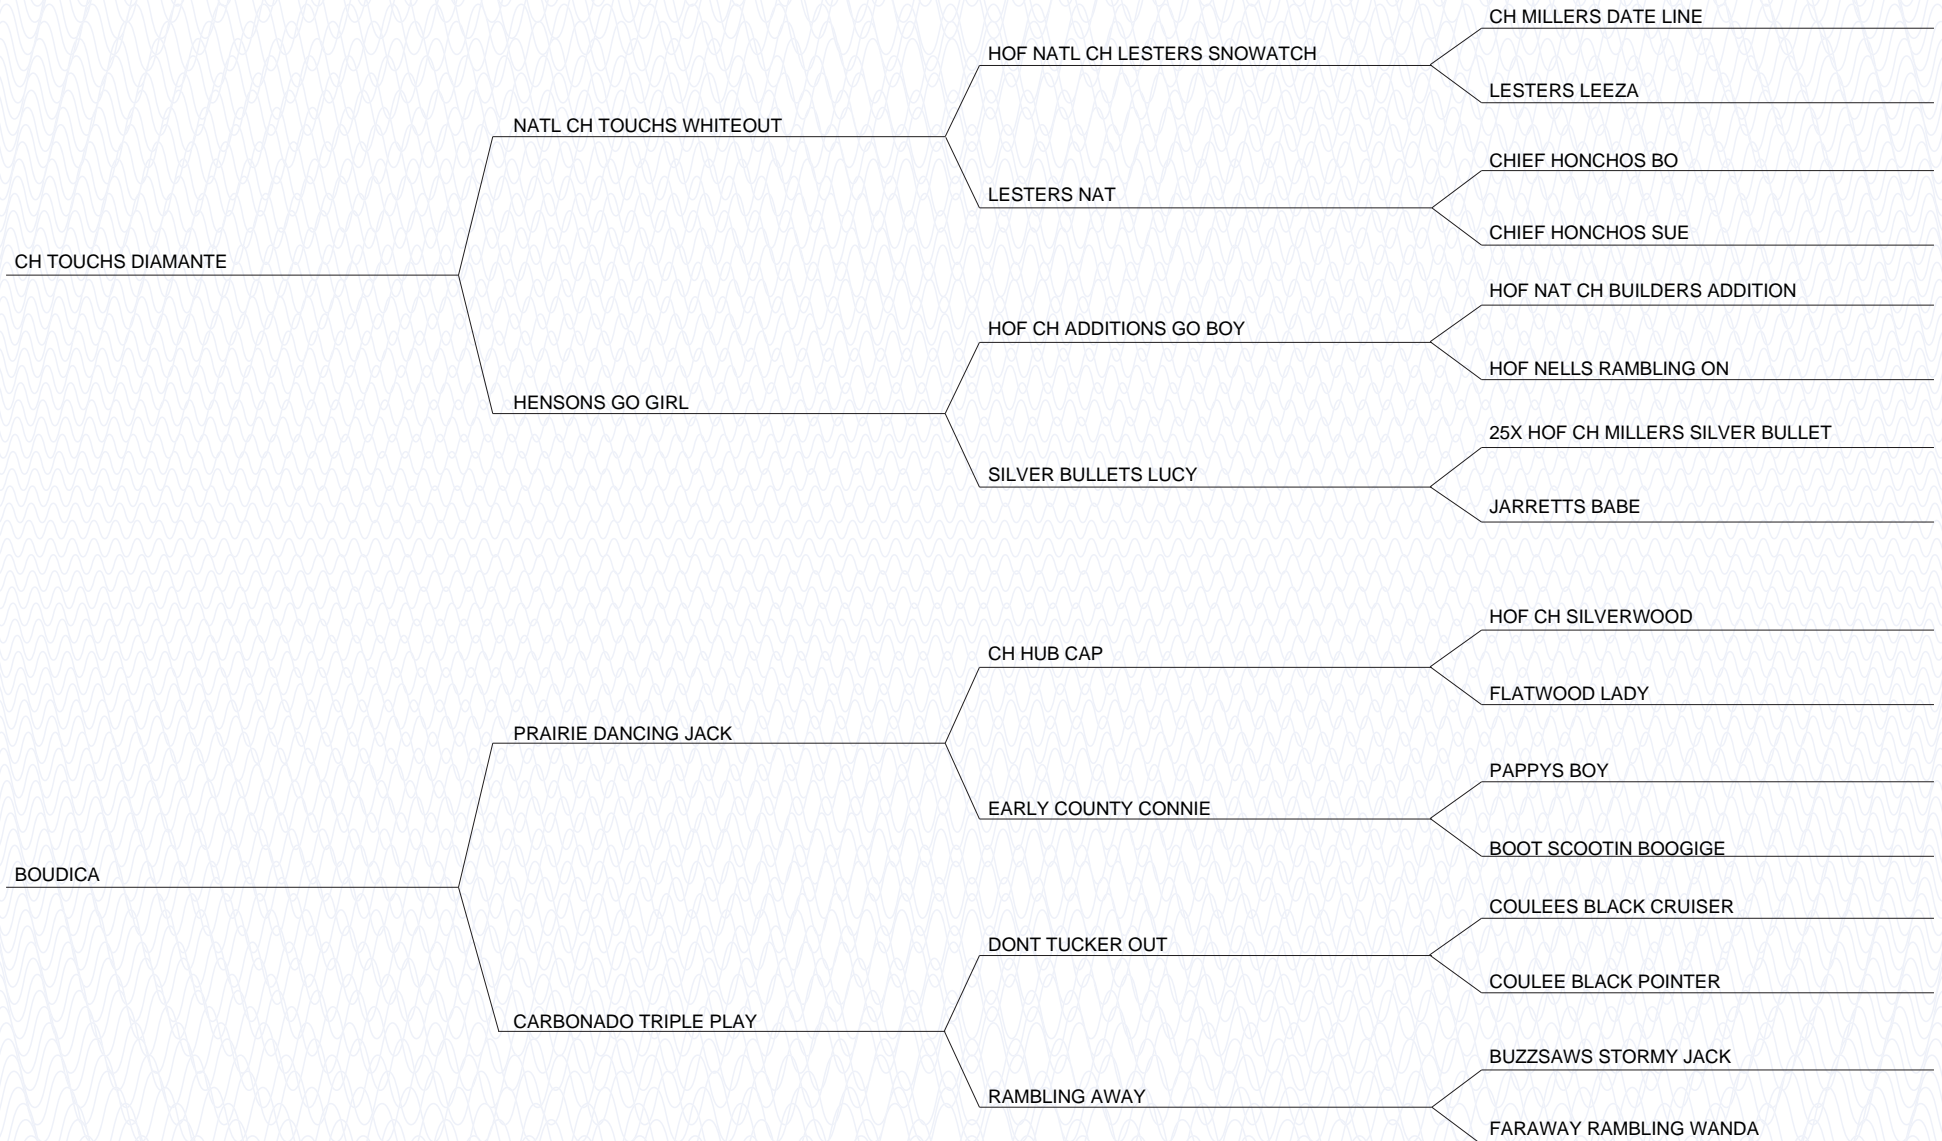 CH MILLERS DATE LINE
HOF NATL CH LESTERS SNOWATCH
LESTERS LEEZA
NATL CH TOUCHS WHITEOUT
CHIEF HONCHOS BO
LESTERS NAT
CHIEF HONCHOS SUE
CH TOUCHS DIAMANTE
HOF NAT CH BUILDERS ADDITION
HOF CH ADDITIONS GO BOY
HOF NELLS RAMBLING ON
HENSONS GO GIRL
25X HOF CH MILLERS SILVER BULLET
SILVER BULLETS LUCY
JARRETTS BABE
HOF CH SILVERWOOD
CH HUB CAP
FLATWOOD LADY
PRAIRIE DANCING JACK
PAPPYS BOY
EARLY COUNTY CONNIE
BOOT SCOOTIN BOOGIGE
BOUDICA
COULEES BLACK CRUISER
DONT TUCKER OUT
COULEE BLACK POINTER
CARBONADO TRIPLE PLAY
BUZZSAWS STORMY JACK
RAMBLING AWAY
FARAWAY RAMBLING WANDA